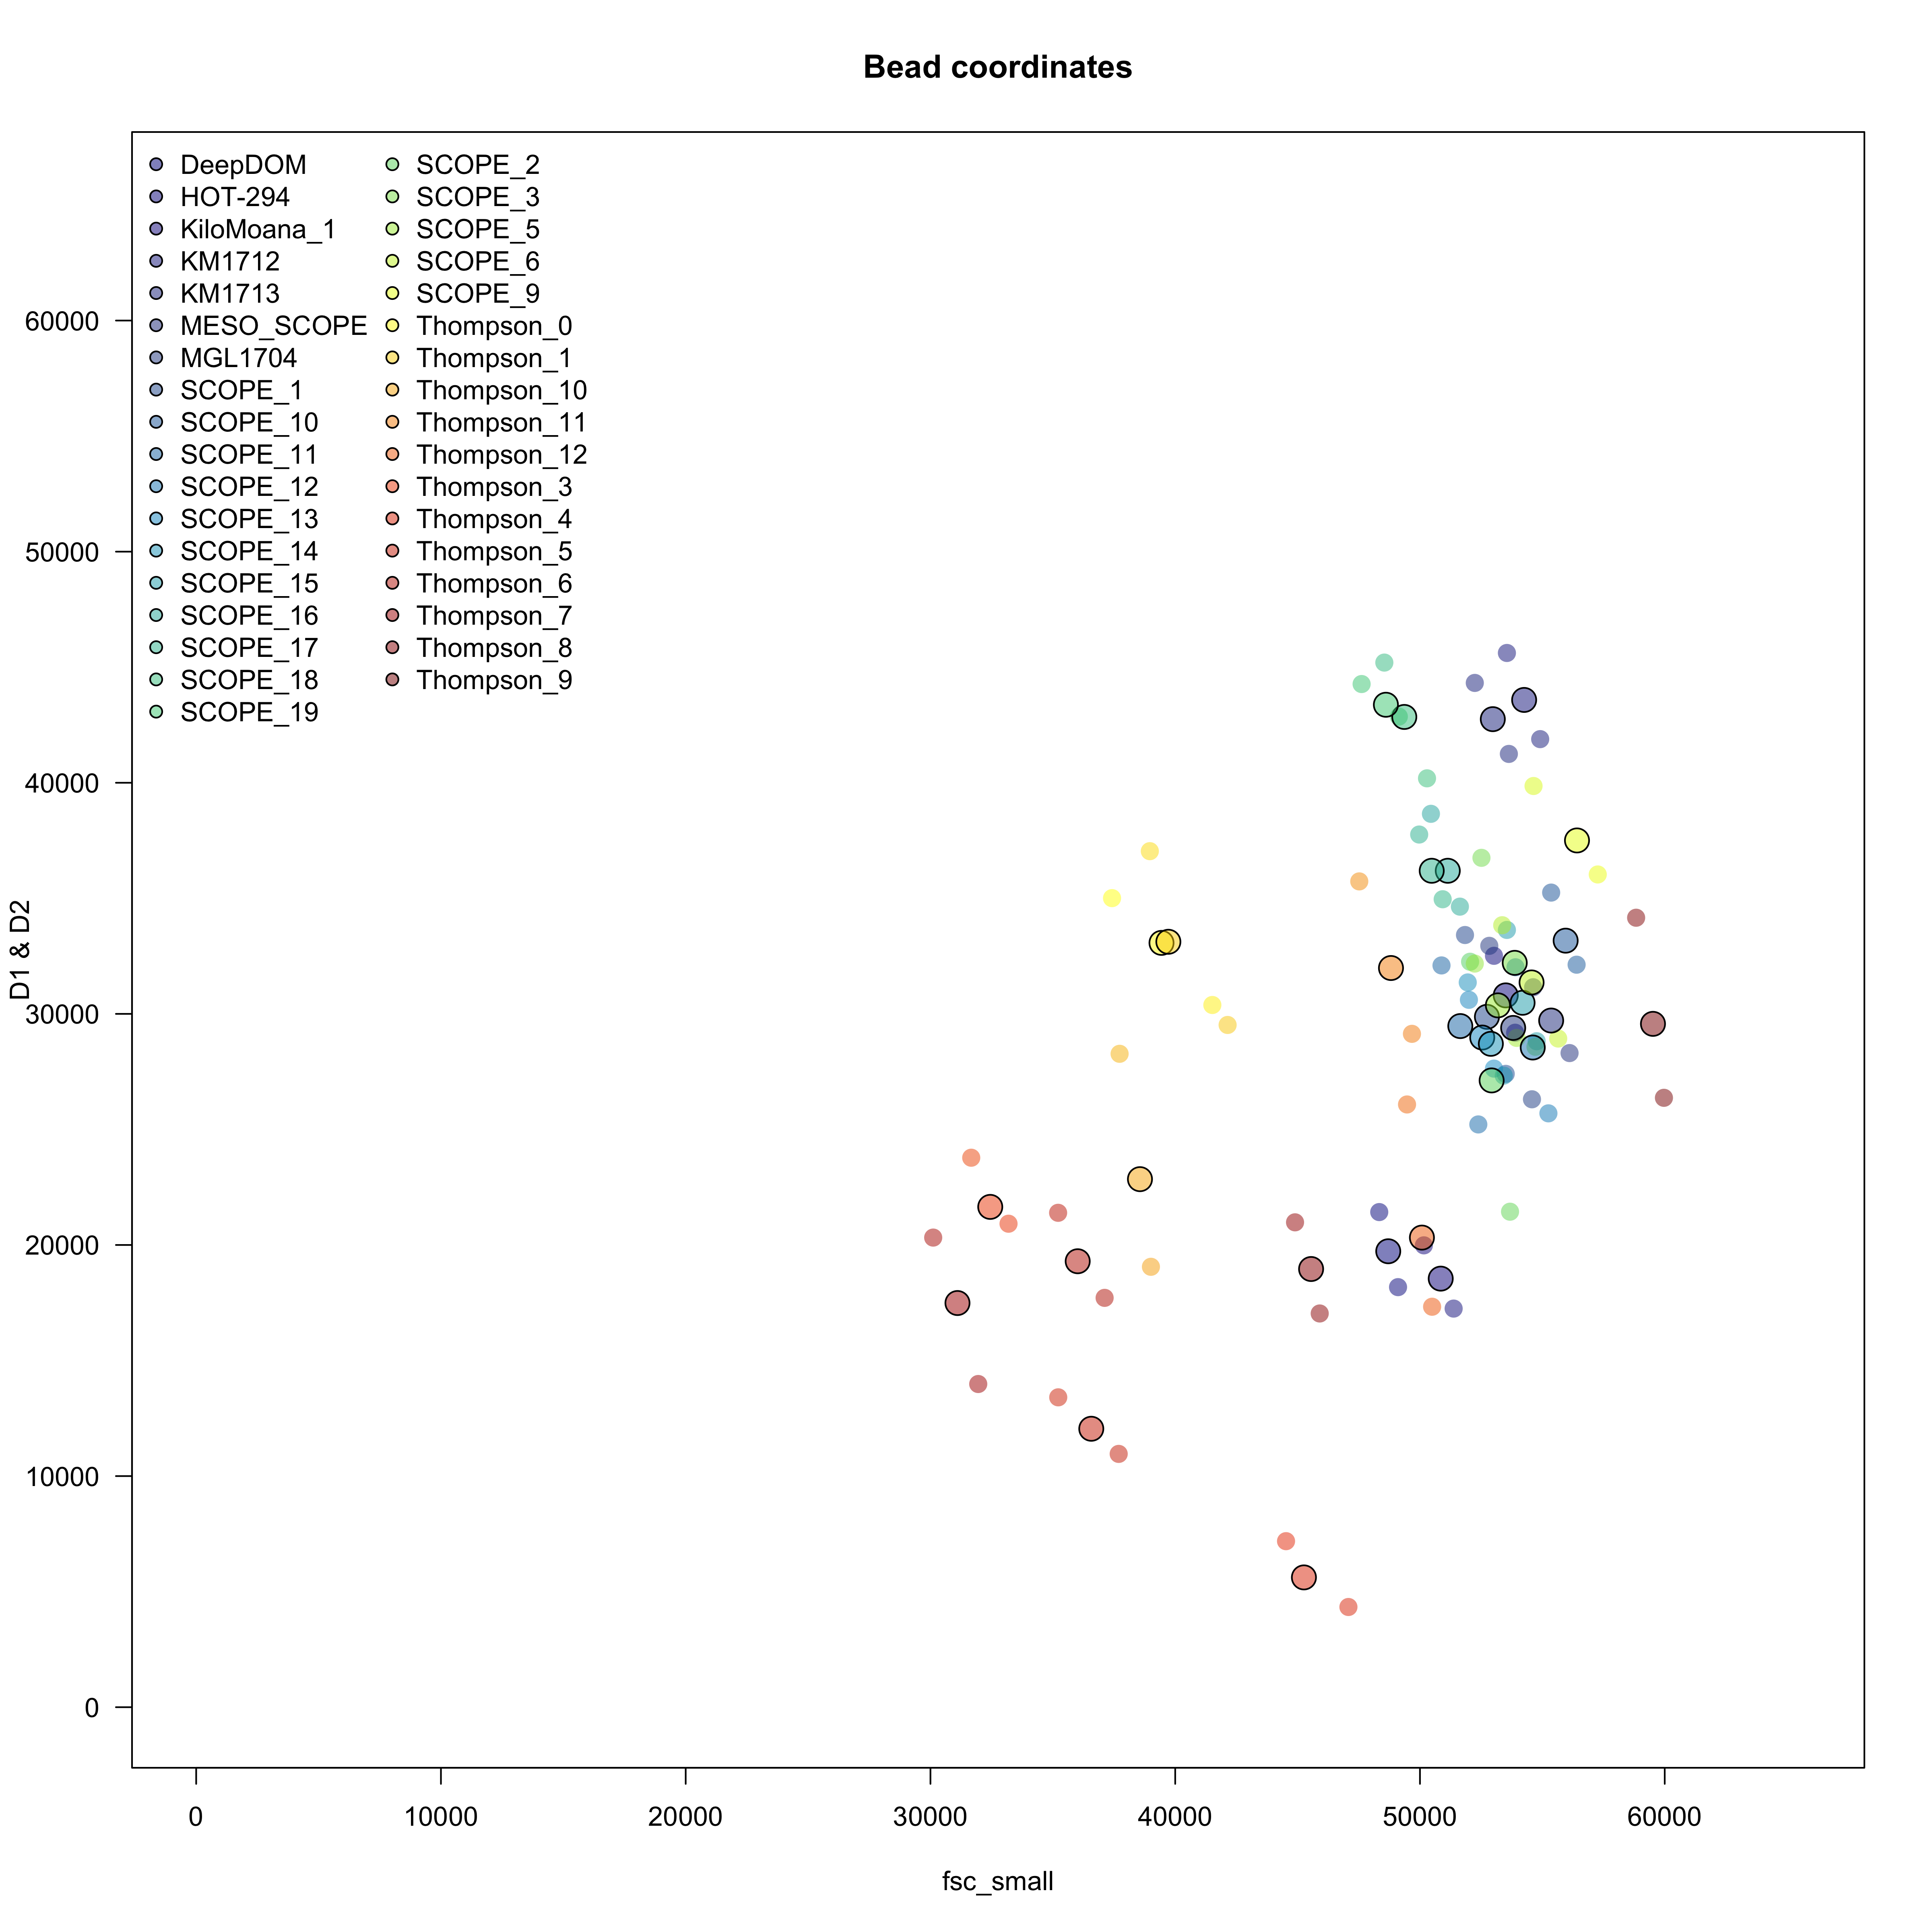 Bead coordinates
DeepDOM
HOT-294
KiloMoana_1
KM1712
KM1713
MESO_SCOPE
MGL1704
SCOPE_1
SCOPE_10
SCOPE_11
SCOPE_12
SCOPE_13
SCOPE_14
SCOPE_15
SCOPE_16
SCOPE_17
SCOPE_18
SCOPE_19
SCOPE_2
SCOPE_3
SCOPE_5
SCOPE_6
SCOPE_9
Thompson_0
Thompson_1
Thompson_10
Thompson_11
Thompson_12
Thompson_3
Thompson_4
Thompson_5
Thompson_6
Thompson_7
Thompson_8
Thompson_9
D1 & D2
60000
50000
40000
30000
20000
10000
0
0 10000 20000 30000 40000 50000 60000
fsc_small